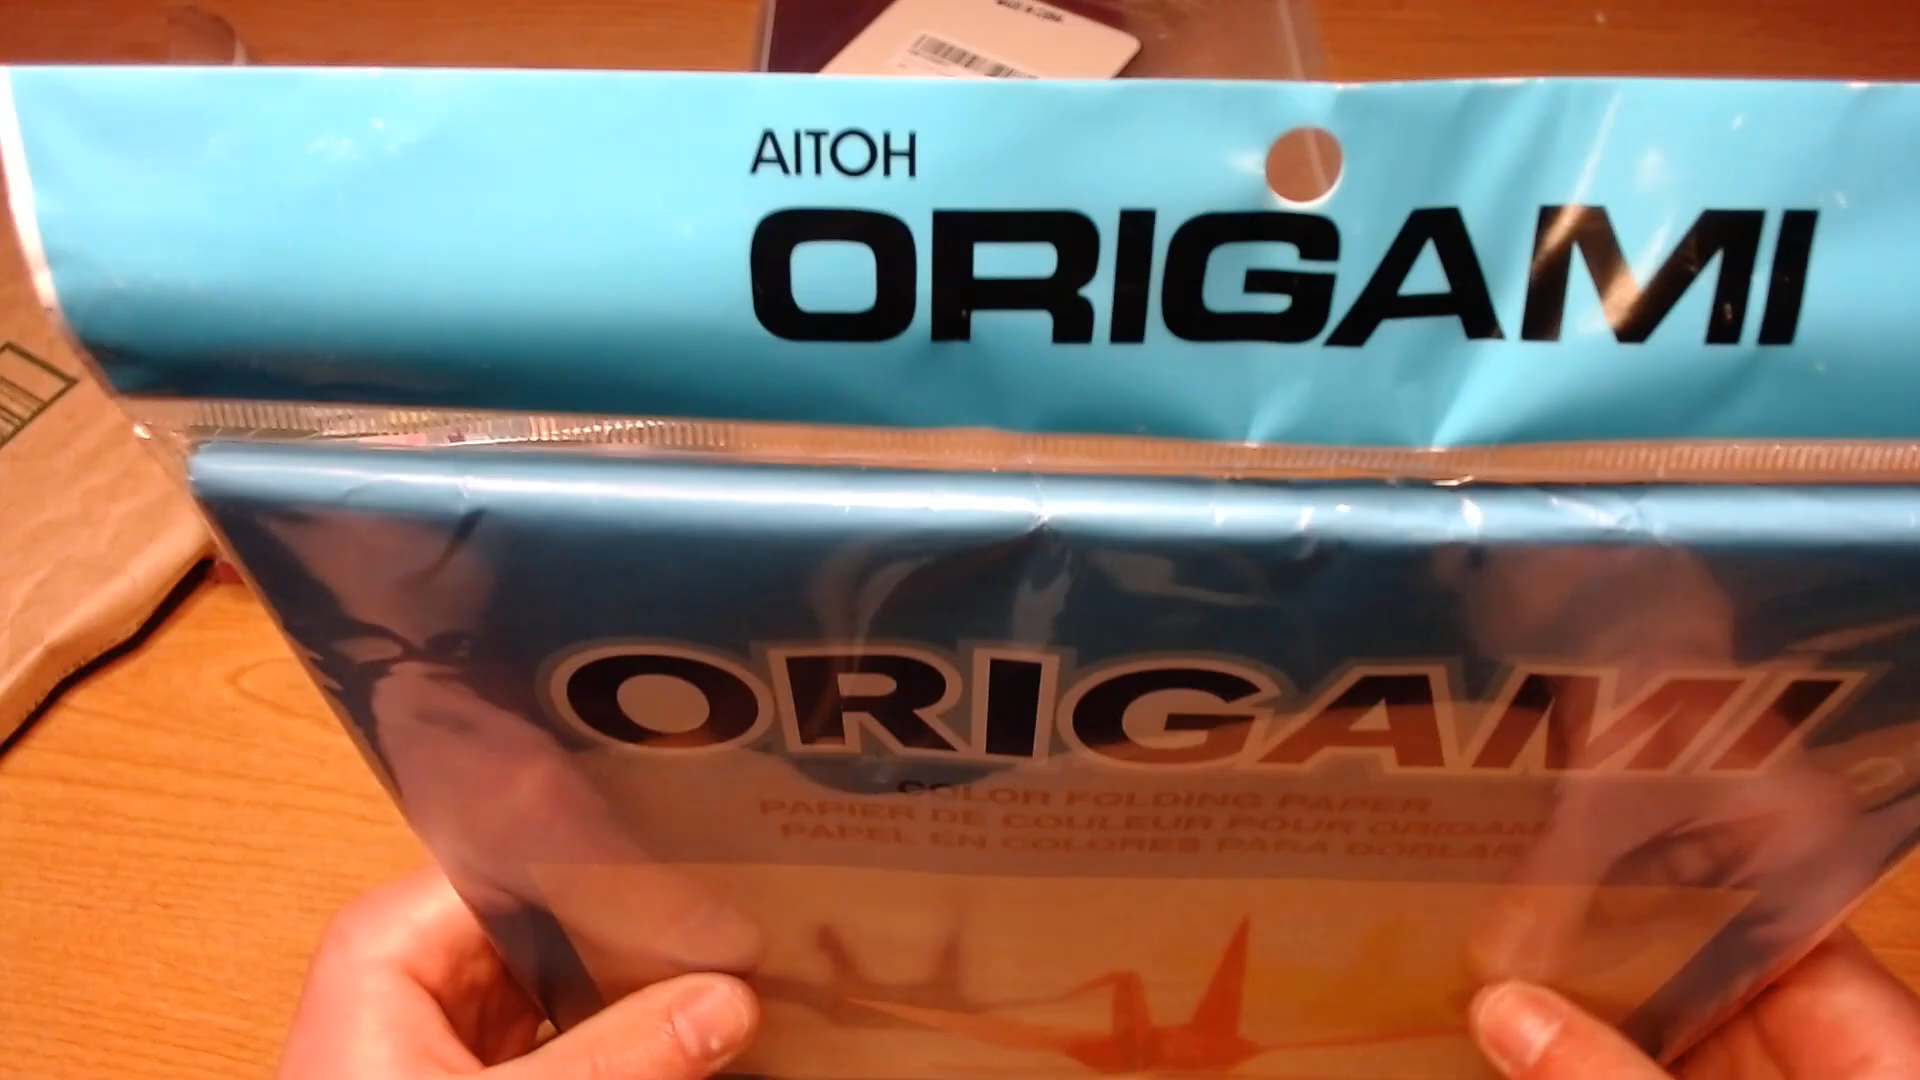 AITOH
ORIGAMI
ORIGAMI
COLOR FOLDING PAPER
PAPIER DE COULEUR POUR ORIGAMI
PAPEL EN COLORES PARA DOBLAR